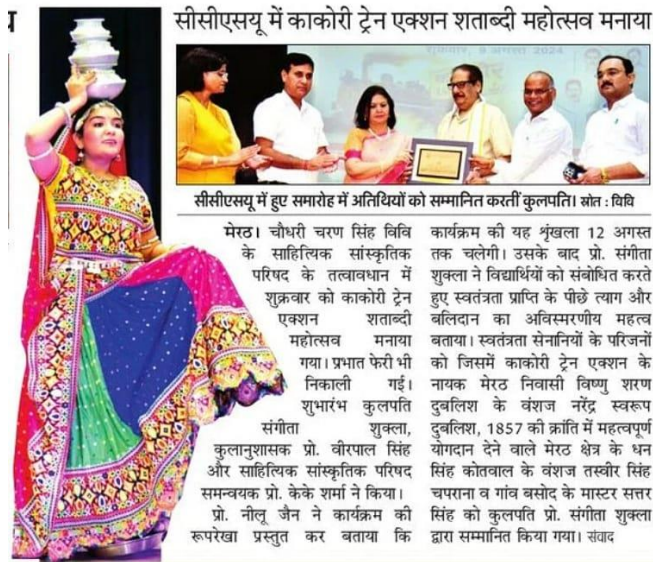 सीसीएसयू में काकोरी ट्रेन एक्शन शताब्दी महोत्सव मनाया
शुक्रवार, 9 अगस्त 2024
सीसीएसयू में हुए समारोह में अतिथियों को सम्मानित करतीं कुलपति। स्रोत : विवि
मेरठ। चौधरी चरण सिंह विवि
के साहित्यिक सांस्कृतिक
परिषद के तत्वावधान में
शुक्रवार को काकोरी ट्रेन
एक्शन शताब्दी
महोत्सव मनाया
गया। प्रभात फेरी भी
निकाली गई।
शुभारंभ कुलपति
संगीता शुक्ला,
कुलानुशासक प्रो. वीरपाल सिंह
और साहित्यिक सांस्कृतिक परिषद
समन्वयक प्रो. केके शर्मा ने किया।
प्रो. नीलू जैन ने कार्यक्रम की
रूपरेखा प्रस्तुत कर बताया कि
कार्यक्रम की यह शृंखला 12 अगस्त
तक चलेगी। उसके बाद प्रो. संगीता
शुक्ला ने विद्यार्थियों को संबोधित करते
हुए स्वतंत्रता प्राप्ति के पीछे त्याग और
बलिदान का अविस्मरणीय महत्व
बताया। स्वतंत्रता सेनानियों के परिजनों
को जिसमें काकोरी ट्रेन एक्शन के
नायक मेरठ निवासी विष्णु शरण
दुबलिश के वंशज नरेंद्र स्वरूप
दुबलिश, 1857 की क्रांति में महत्वपूर्ण
योगदान देने वाले मेरठ क्षेत्र के धन
सिंह कोतवाल के वंशज तस्वीर सिंह
चपराना व गांव बसोद के मास्टर सत्तर
सिंह को कुलपति प्रो. संगीता शुक्ला
द्वारा सम्मानित किया गया। संवाद